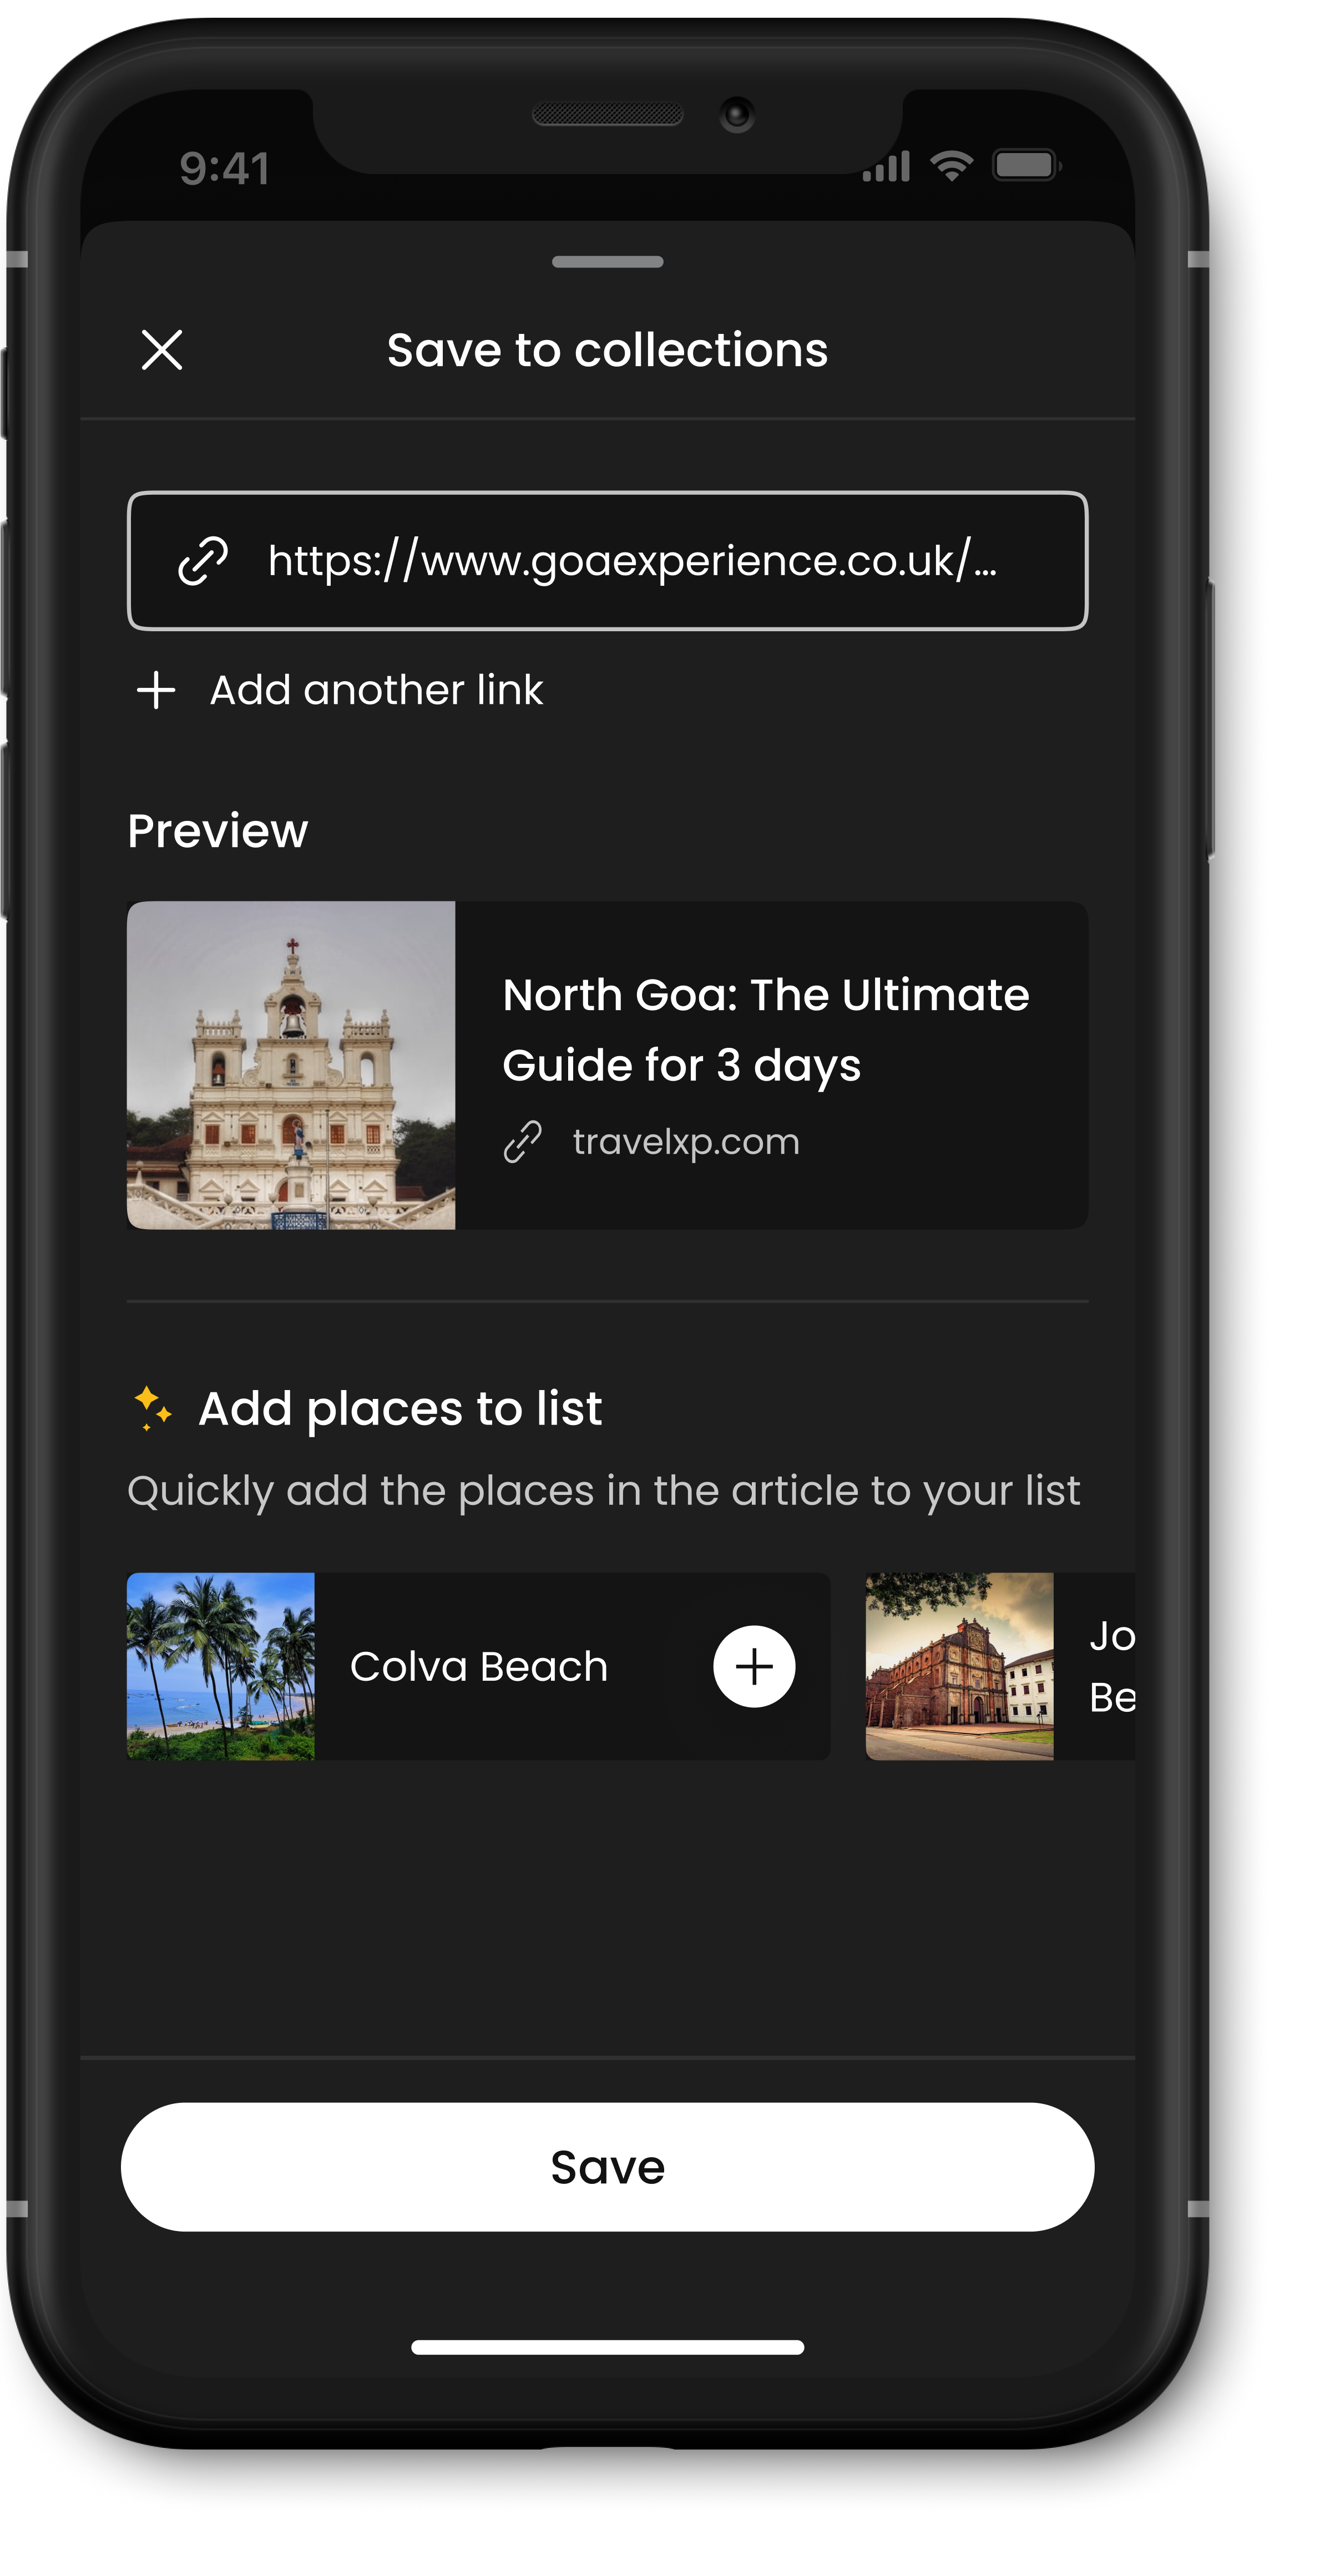 9:41
Save to collections
https://www.goaexperience.co.uk/...
Add another link
Preview
North Goa: The Ultimate
Guide for 3 days
travelxp.com
Add places to list
Quickly add the places in the article to your list
Colva Beach
Jo
Be
Save